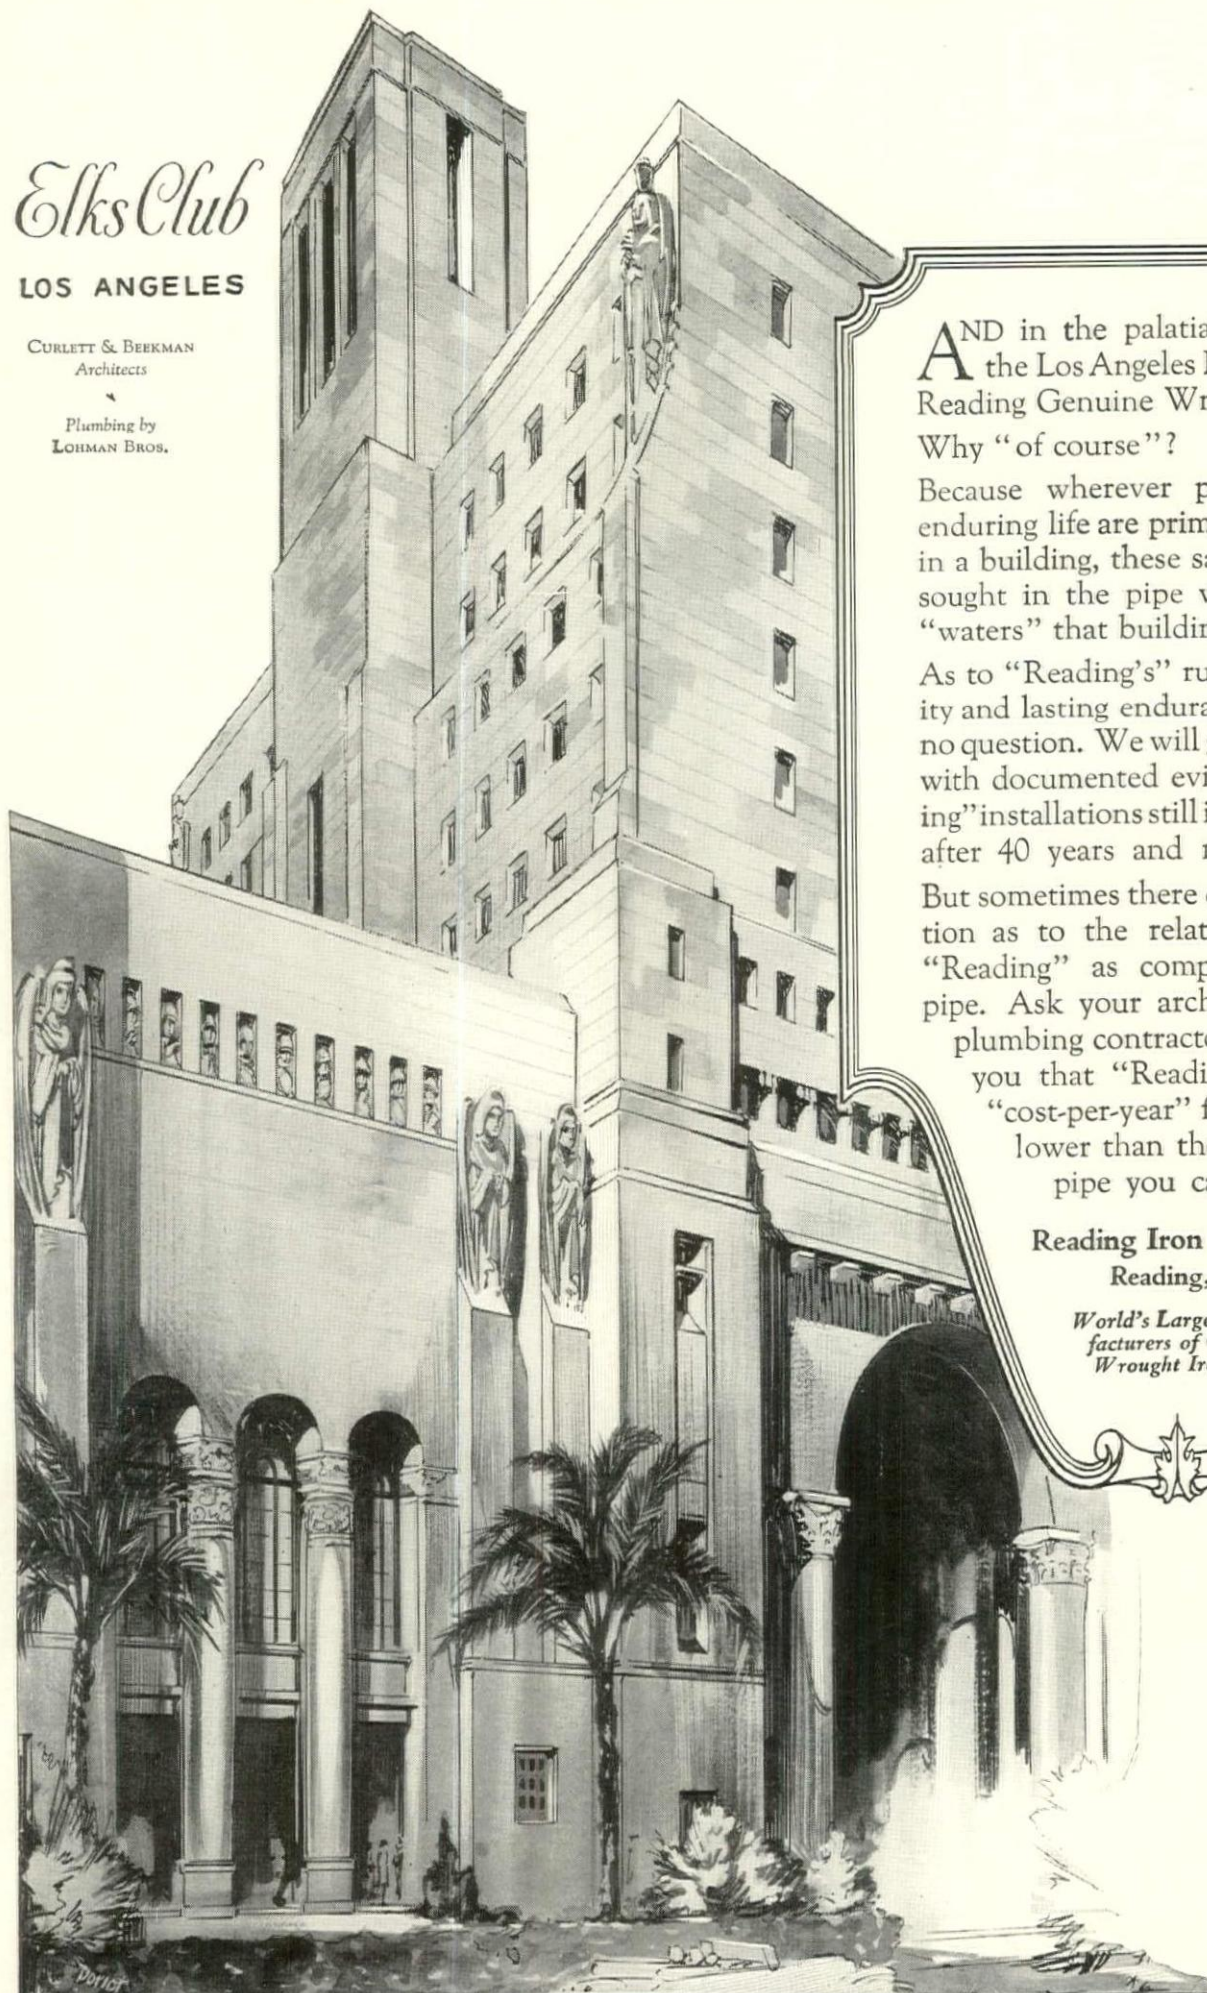 Elks Club
LOS ANGELES
CURLETT & BEEKMAN
Architects
Plumbing by
LOHMAN BROS.
AND in the palatia
the Los Angeles
Reading Genuine Wr
Why "of course"?
Because wherever p
enduring life are prim
in a building, these sa
sought in the pipe
"waters" that buildin
As to "Reading's" ru
ity and lasting endura
no question. We will
with documented evi
ing" installations still i
after 40 years and
But sometimes there
tion as to the relat
"Reading" as comp
pipe. Ask your arch
plumbing contracto
you that "Readi
"cost-per-year" f
lower than th
pipe you ca
Reading Iron
Reading,
World's Large
facturers of
Wrought Ir